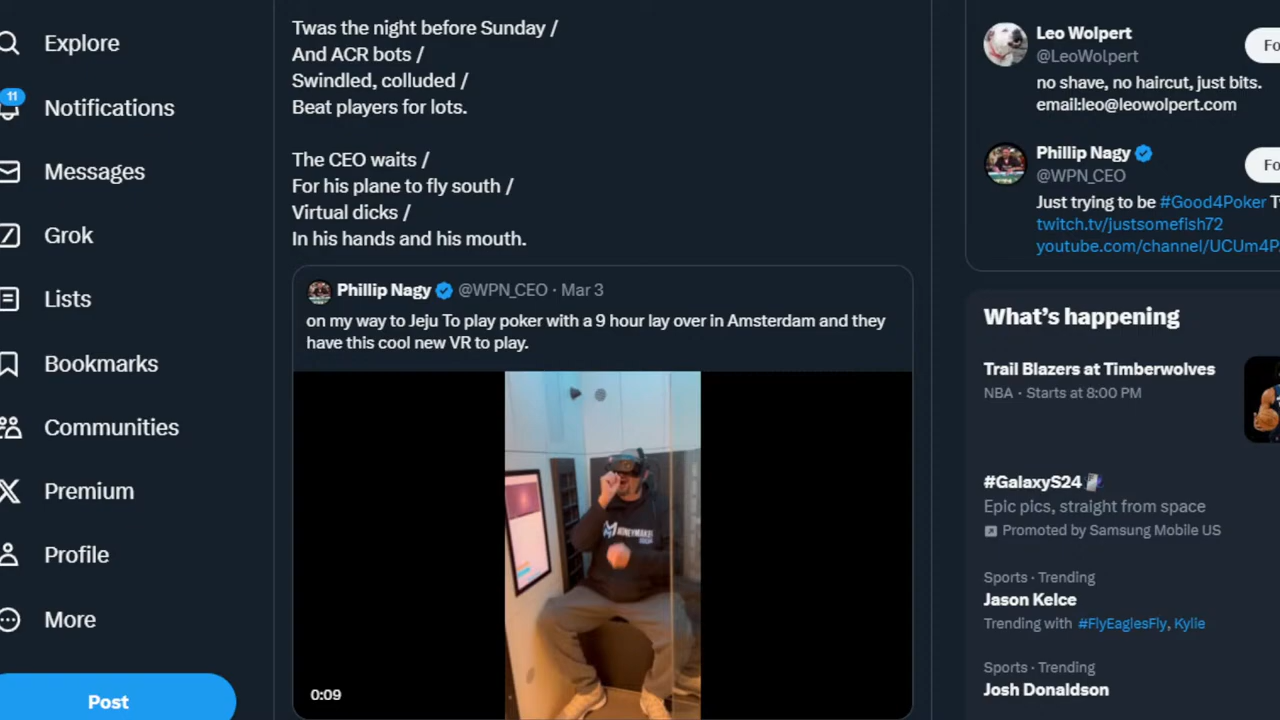 Explore
11
Notifications
Messages
Grok
Lists
Bookmarks
Communities
Premium
Profile
More
Post
Twas the night before Sunday /
And ACR bots /
Swindled, colluded /
Beat players for lots.
The CEO waits /
For his plane to fly south /
Virtual dicks /
In his hands and his mouth.
Phillip Nagy @WPN_CEO · Mar 3
on my way to Jeju To play poker with a 9 hour lay over in Amsterdam and they
have this cool new VR to play.
MONEYMAKER
0:09
Leo Wolpert
@LeoWolpert
Fo
no shave, no haircut, just bits.
email:leo@leowolpert.com
Phillip Nagy
@WPN_CEO
Fo
Just trying to be #Good4Poker T
twitch.tv/justsomefish72
youtube.com/channel/UCUm4P
What's happening
Trail Blazers at Timberwolves
NBA · Starts at 8:00 PM
#GalaxyS24
Epic pics, straight from space
Promoted by Samsung Mobile US
Sports · Trending
Jason Kelce
Trending with #FlyEaglesFly, Kylie
Sports · Trending
Josh Donaldson